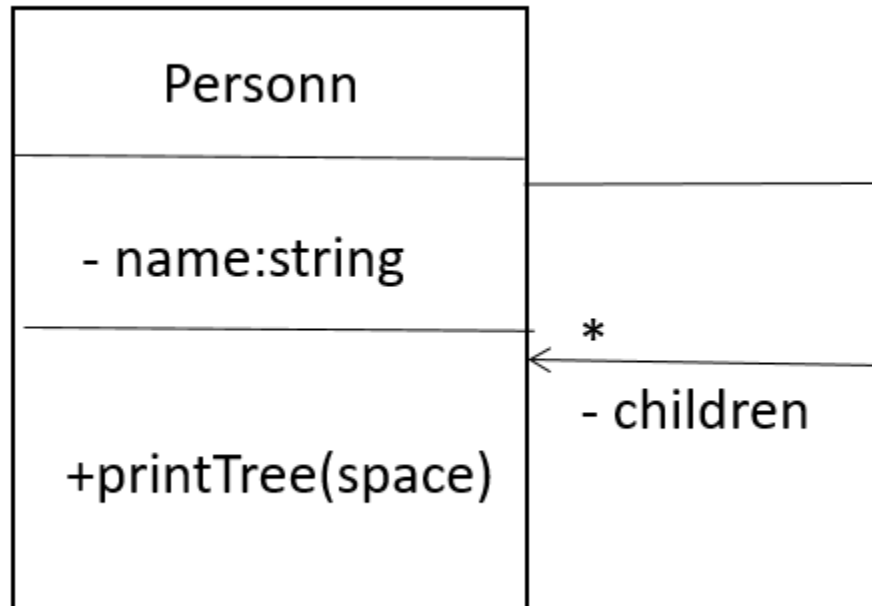 Personn
- name:string
*
- children
+printTree(space)